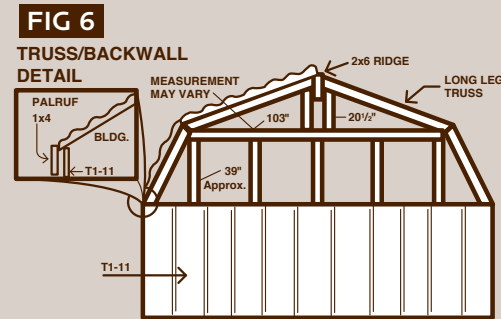 FIG 6
TRUSS/BACKWALL
DETAIL
PALRUF
1x4
BLDG.
T1-11
MEASUREMENT
MAY VARY
103"
2x6 RIDGE
LONG LEG
TRUSS
20½"
39"
Approx.
T1-11